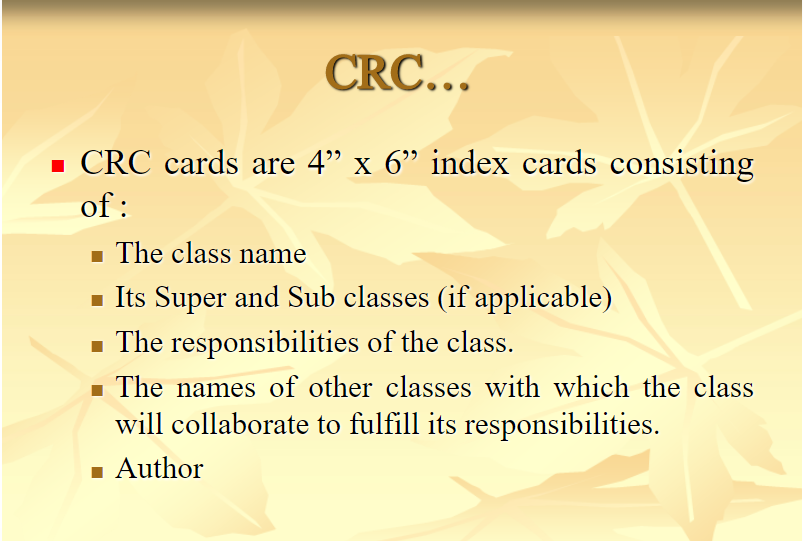 CRC...
CRC cards are 4” x 6” index cards consisting
of :
The class name
Its Super and Sub classes (if applicable)
The responsibilities of the class.
The names of other classes with which the class
will collaborate to fulfill its responsibilities.
Author